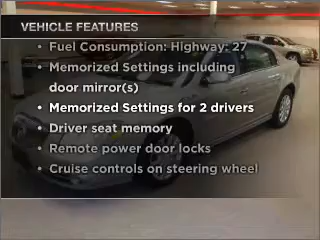 VEHICLE FEATURES
• Fuel Consumption: Highway: 27
• Memorized Settings including
door mirror(s)
• Memorized Settings for 2 drivers
• Driver seat memory
• Remote power door locks
• Cruise controls on steering wheel